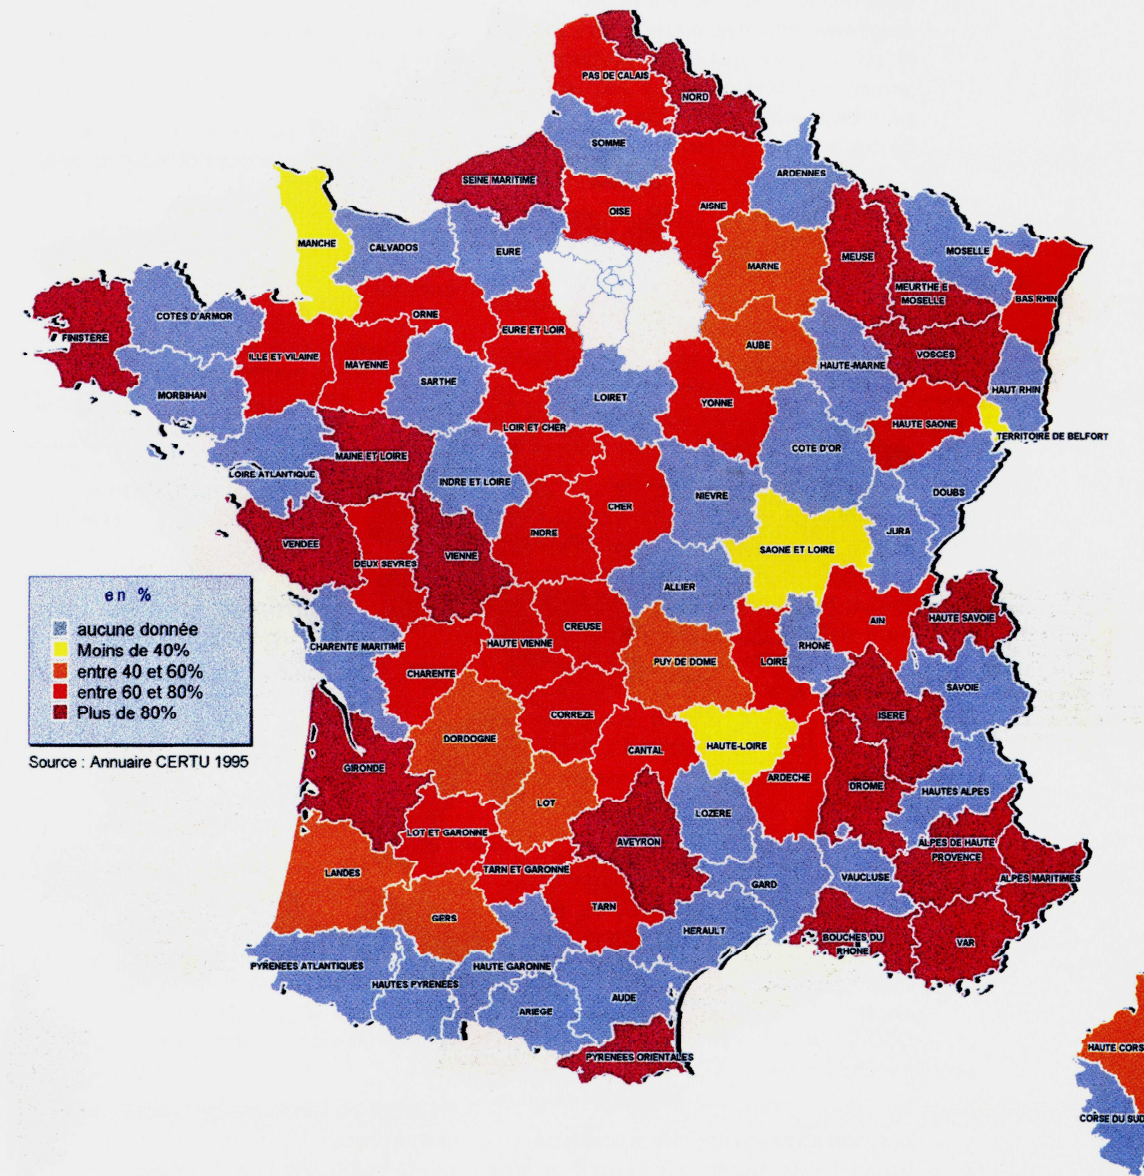 PAS DE CALAIS
NORD
SOMME
SEINE MARITIME
ARDENNES
OISE
AISNE
MANCHE
CALVADOS
EURE
MOSELLE
MEUSE
MARNE
MEURTHE E
MOSELLE
BAS RHIN
COTES D'ARMOR
ORNE
FINISTERE
EURE ET LOIR
AUBE
ILLE ET VILAINE
MAYENNE
VOSGES
HAUTE-MARNE
SARTHE
HAUT RHIN
MORBIHAN
LOIRET
YONNE
HAUTE SAONE
LOIR ET CHER
TERRITOIRE DE BELFORT
COTE D'OR
MAINE ET LOIRE
LOIRE ATLANTIQUE
INDRE ET LOIRE
DOUBS
NIEVRE
CHER
JURA
INDRE
VENDEE
SAONE ET LOIRE
VIENNE
DEUX SEVRES
ALLIER
en %
aucune donnée
Moins de 40%
entre 40 et 60%
entre 60 et 80%
Plus de 80%
Source : Annuaire CERTU 1995
HAUTE SAVOIE
AIN
CREUSE
HAUTE VIENNE
CHARENTE MARITIME
RHONE
PUY DE DOME
LOIRE
CHARENTE
SAVOIE
CORREZE
ISERE
DORDOGNE
HAUTE-LOIRE
CANTAL
GIRONDE
ARDECHE
DROME
HAUTES ALPES
LOT
LOZERE
LOT ET GARONNE
AVEYRON
ALPES DE HAUTE
PROVENCE
TARN ET GARONNE
LANDES
VAUCLUSE
ALPES MARITIMES
GARD
TARN
GERS
HERAULT
BOUCHES DU
RHONE
VAR
PYRENEES ATLANTIQUES
HAUTE GARONNE
HAUTES PYRENEES
AUDE
ARIEGE
PYRENEES ORIENTALES
HAUTE CORS
CORSE DU SUD